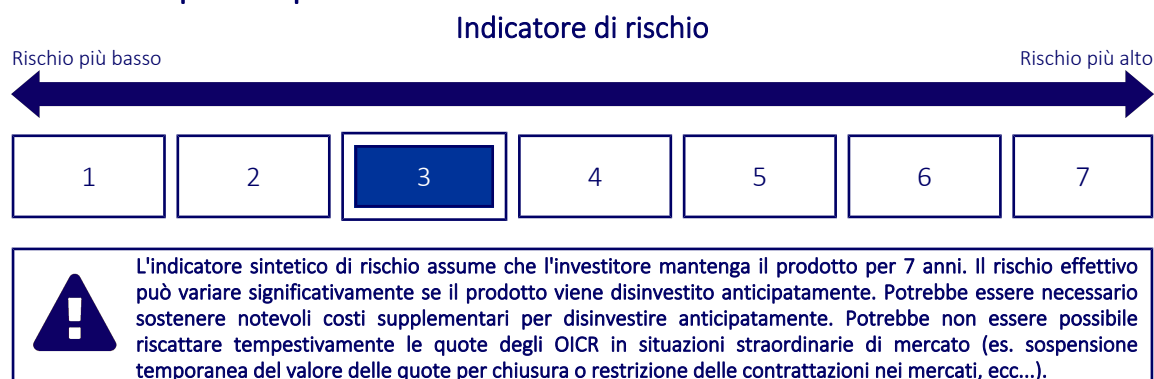 Indicatore di rischio
Rischio più basso
Rischio più alto
1
2
3
4
5
6
7
L'indicatore sintetico di rischio assume che l'investitore mantenga il prodotto per 7 anni. Il rischio effettivo
può variare significativamente se il prodotto viene disinvestito anticipatamente. Potrebbe essere necessario
sostenere notevoli costi supplementari per disinvestire anticipatamente. Potrebbe non essere possibile
riscattare tempestivamente le quote degli OICR in situazioni straordinarie di mercato (es. sospensione
temporanea del valore delle quote per chiusura o restrizione delle contrattazioni nei mercati, ecc...).